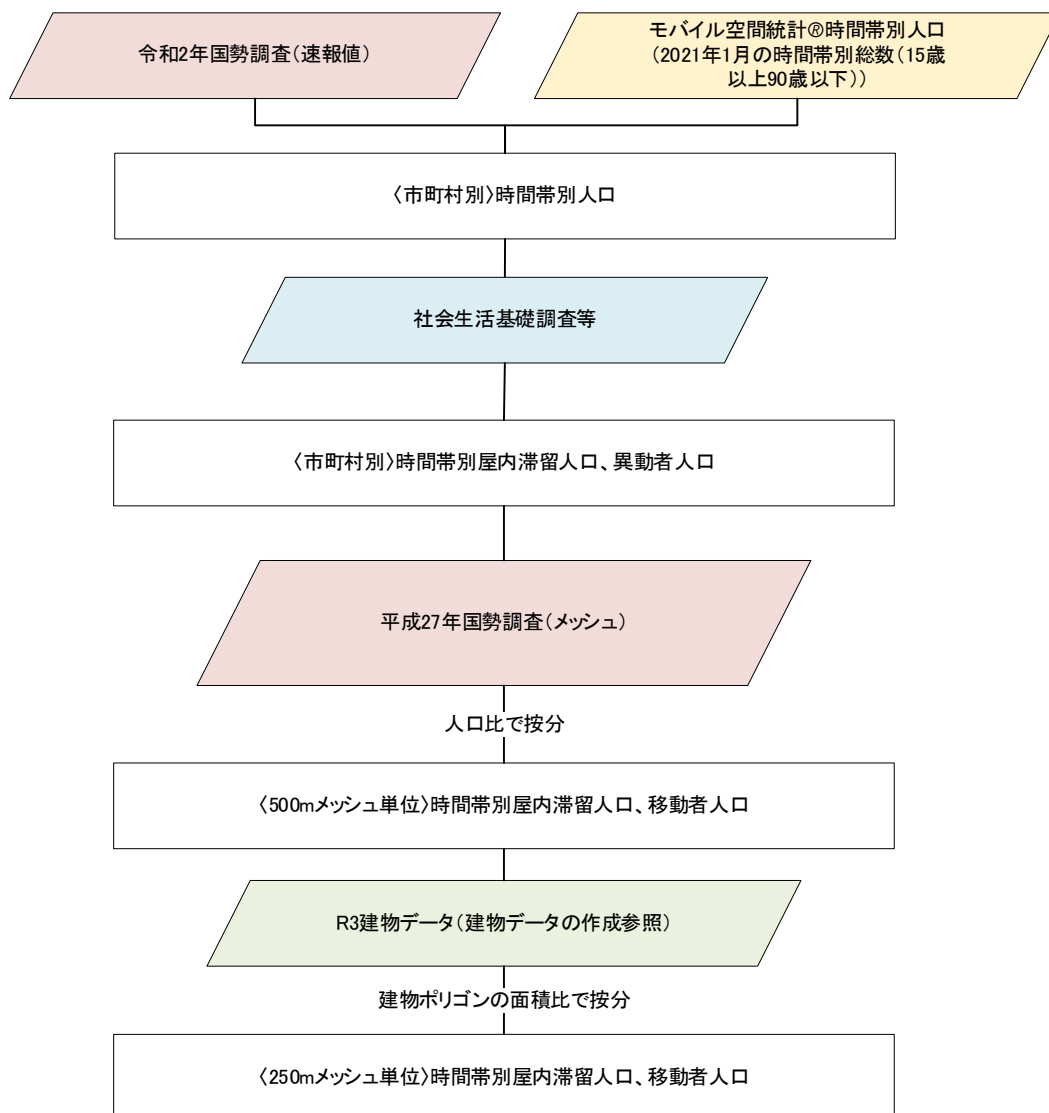 令和2年国勢調査（速報値）
モバイル空間統計®時間帯別人口
（2021年1月の時間帯別総数（15歳
以上90歳以下））
〈市町村別〉時間帯別人口
社会生活基礎調査等
〈市町村別〉時間帯別屋内滞留人口、異動者人口
平成27年国勢調査（メッシュ）
人口比で按分
〈500mメッシュ単位〉時間帯別屋内滞留人口、移動者人口
R3建物データ（建物データの作成参照）
建物ポリゴンの面積比で按分
〈250mメッシュ単位〉時間帯別屋内滞留人口、移動者人口